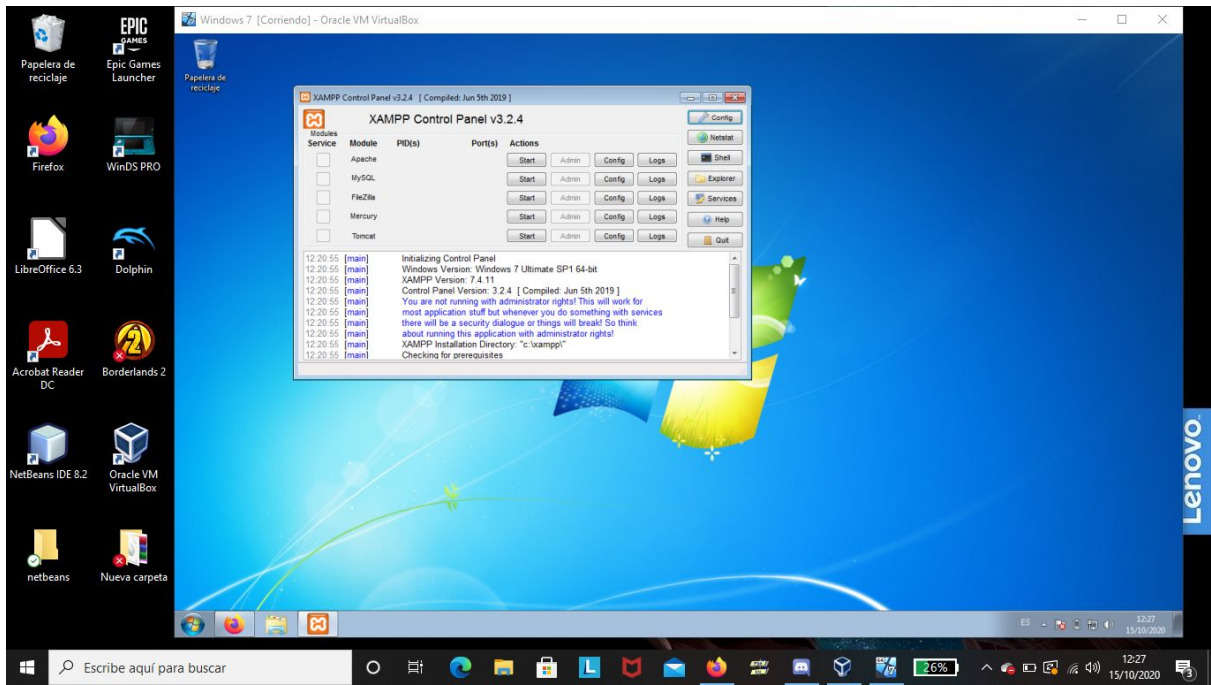 Papelera de
reciclaje
EPIC
GAMES
Epic Games
Launcher
Firefox
WinDS PRO
LibreOffice 6.3
Dolphin
Acrobat Reader
DC
Borderlands 2
NetBeans IDE 8.2
Oracle VM
VirtualBox
netbeans
Nueva carpeta
Windows 7 [Corriendo] - Oracle VM VirtualBox
Papelera de
reciclaje
XAMPP Control Panel v3.2.4 [ Compiled: Jun 5th 2019 ]
XAMPP Control Panel v3.2.4
Config
Modules
Service Module PID(s) Port(s) Actions
Netstat
Apache Start Admin Config Logs
Shell
MySQL Start Admin Config Logs
Explorer
FileZilla Start Admin Config Logs
Services
Mercury Start Admin Config Logs
Help
Tomcat Start Admin Config Logs
Quit
12:20:55 [main] Initializing Control Panel
12:20:55 [main] Windows Version: Windows 7 Ultimate SP1 64-bit
12:20:55 [main] XAMPP Version: 7.4.11
12:20:55 [main] Control Panel Version: 3.2.4 [ Compiled: Jun 5th 2019 ]
12:20:55 [main] You are not running with administrator rights! This will work for
12:20:55 [main] most application stuff but whenever you do something with services
12:20:55 [main] there will be a security dialogue or things will break! So think
12:20:55 [main] about running this application with administrator rights!
12:20:55 [main] XAMPP Installation Directory: "c:\xampp\"
12:20:55 [main] Checking for prerequisites
Lenovo
ES
12:27
15/10/2020
Escribe aquí para buscar
L
26%
12:27
15/10/2020
3